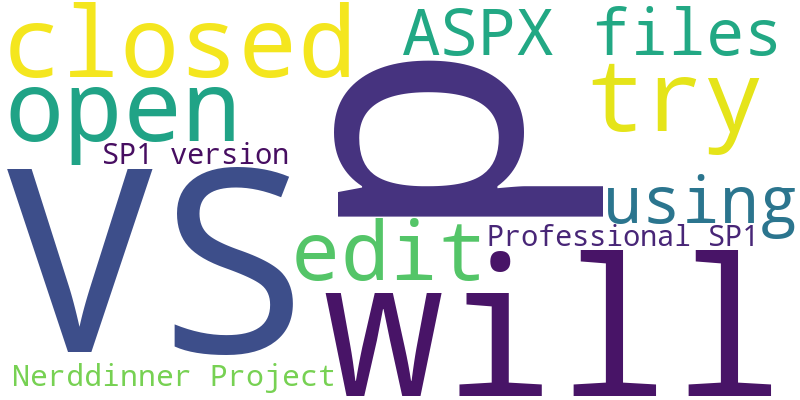 closed
ASPX files
open
try
p
SP1 version
VS
using
edit
Professional SP1
will
Nerddinner Project